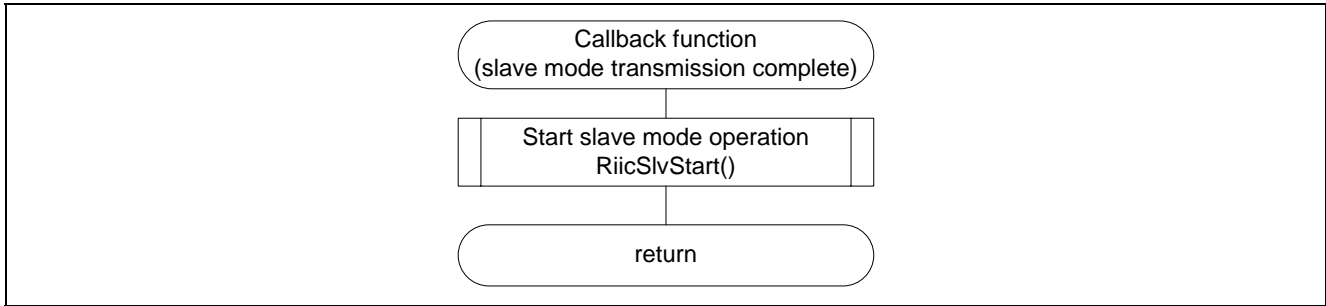 Callback function
(slave mode transmission complete)
Start slave mode operation
RiicSlvStart()
return